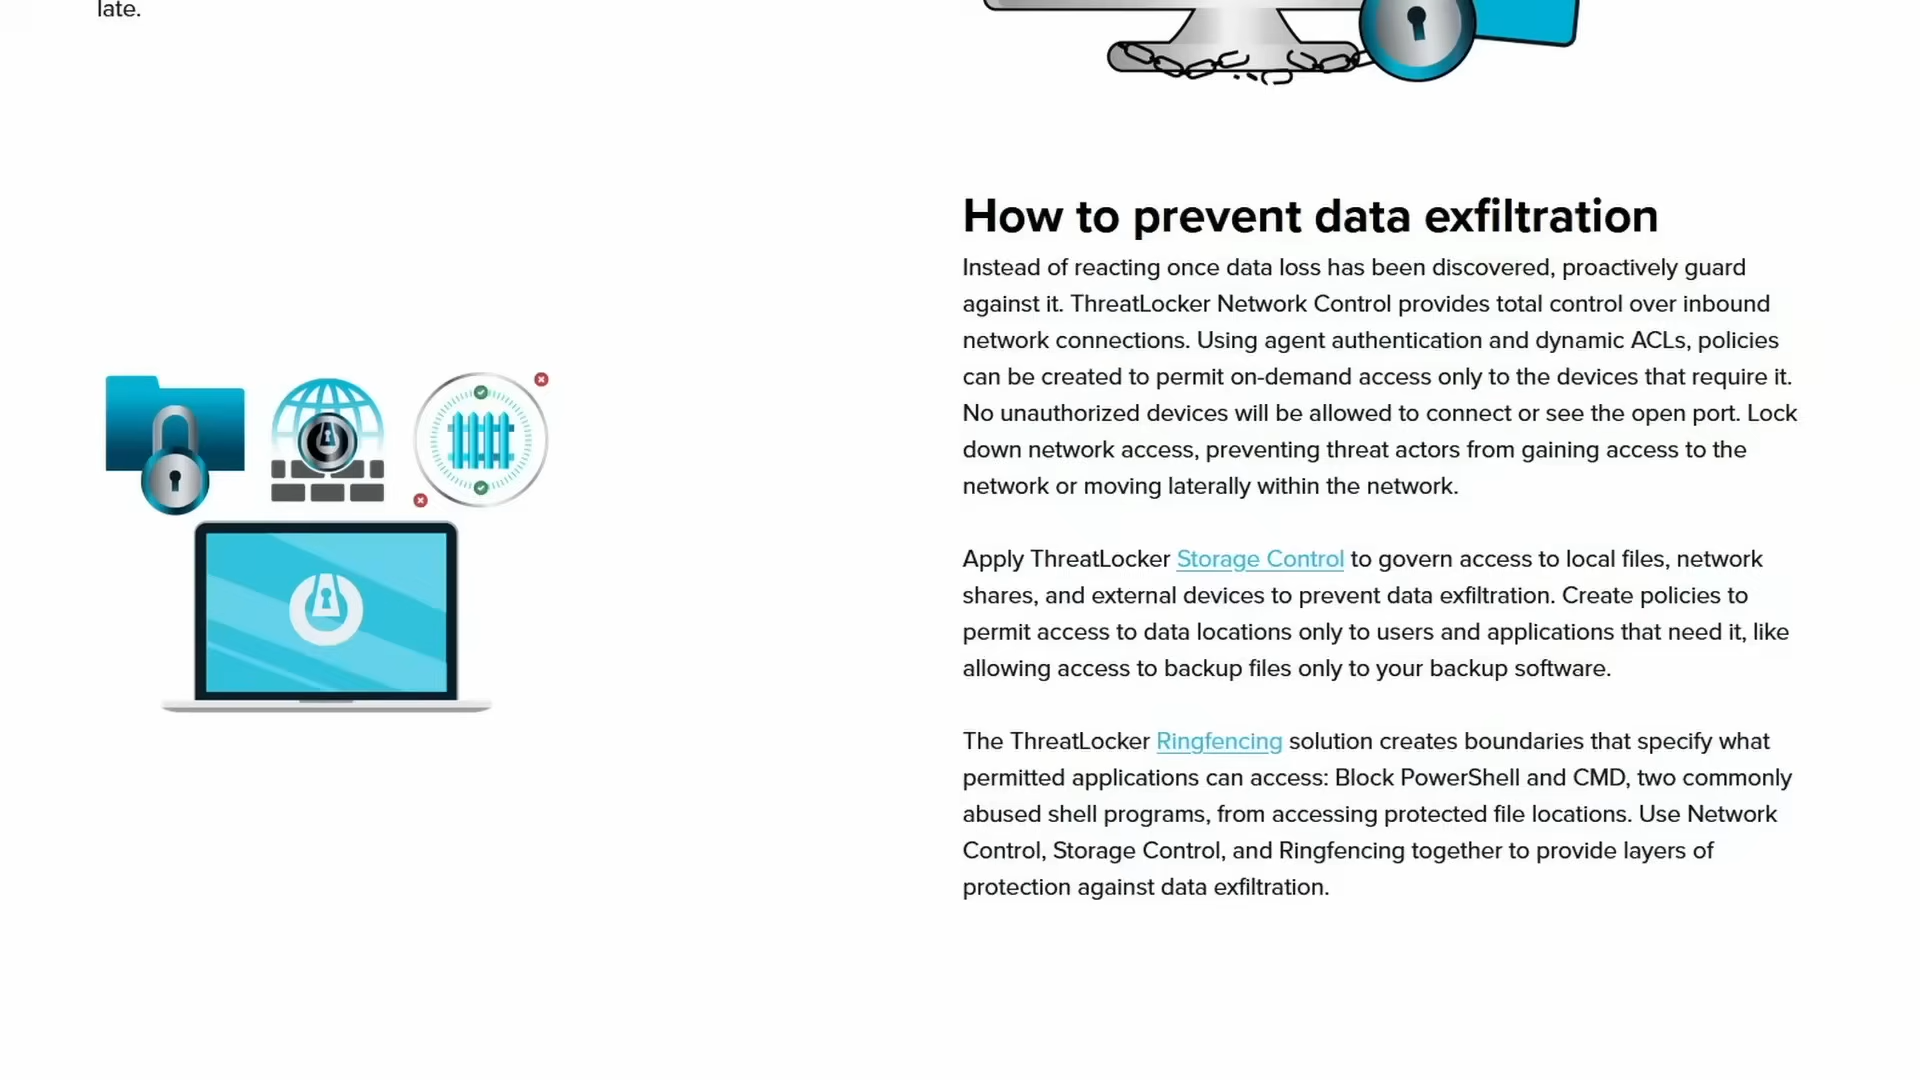 late.
How to prevent data exfiltration
Instead of reacting once data loss has been discovered, proactively guard
against it. ThreatLocker Network Control provides total control over inbound
network connections. Using agent authentication and dynamic ACLs, policies
can be created to permit on-demand access only to the devices that require it.
No unauthorized devices will be allowed to connect or see the open port. Lock
down network access, preventing threat actors from gaining access to the
network or moving laterally within the network.
Apply ThreatLocker Storage Control to govern access to local files, network
shares, and external devices to prevent data exfiltration. Create policies to
permit access to data locations only to users and applications that need it, like
allowing access to backup files only to your backup software.
The ThreatLocker Ringfencing solution creates boundaries that specify what
permitted applications can access: Block PowerShell and CMD, two commonly
abused shell programs, from accessing protected file locations. Use Network
Control, Storage Control, and Ringfencing together to provide layers of
protection against data exfiltration.